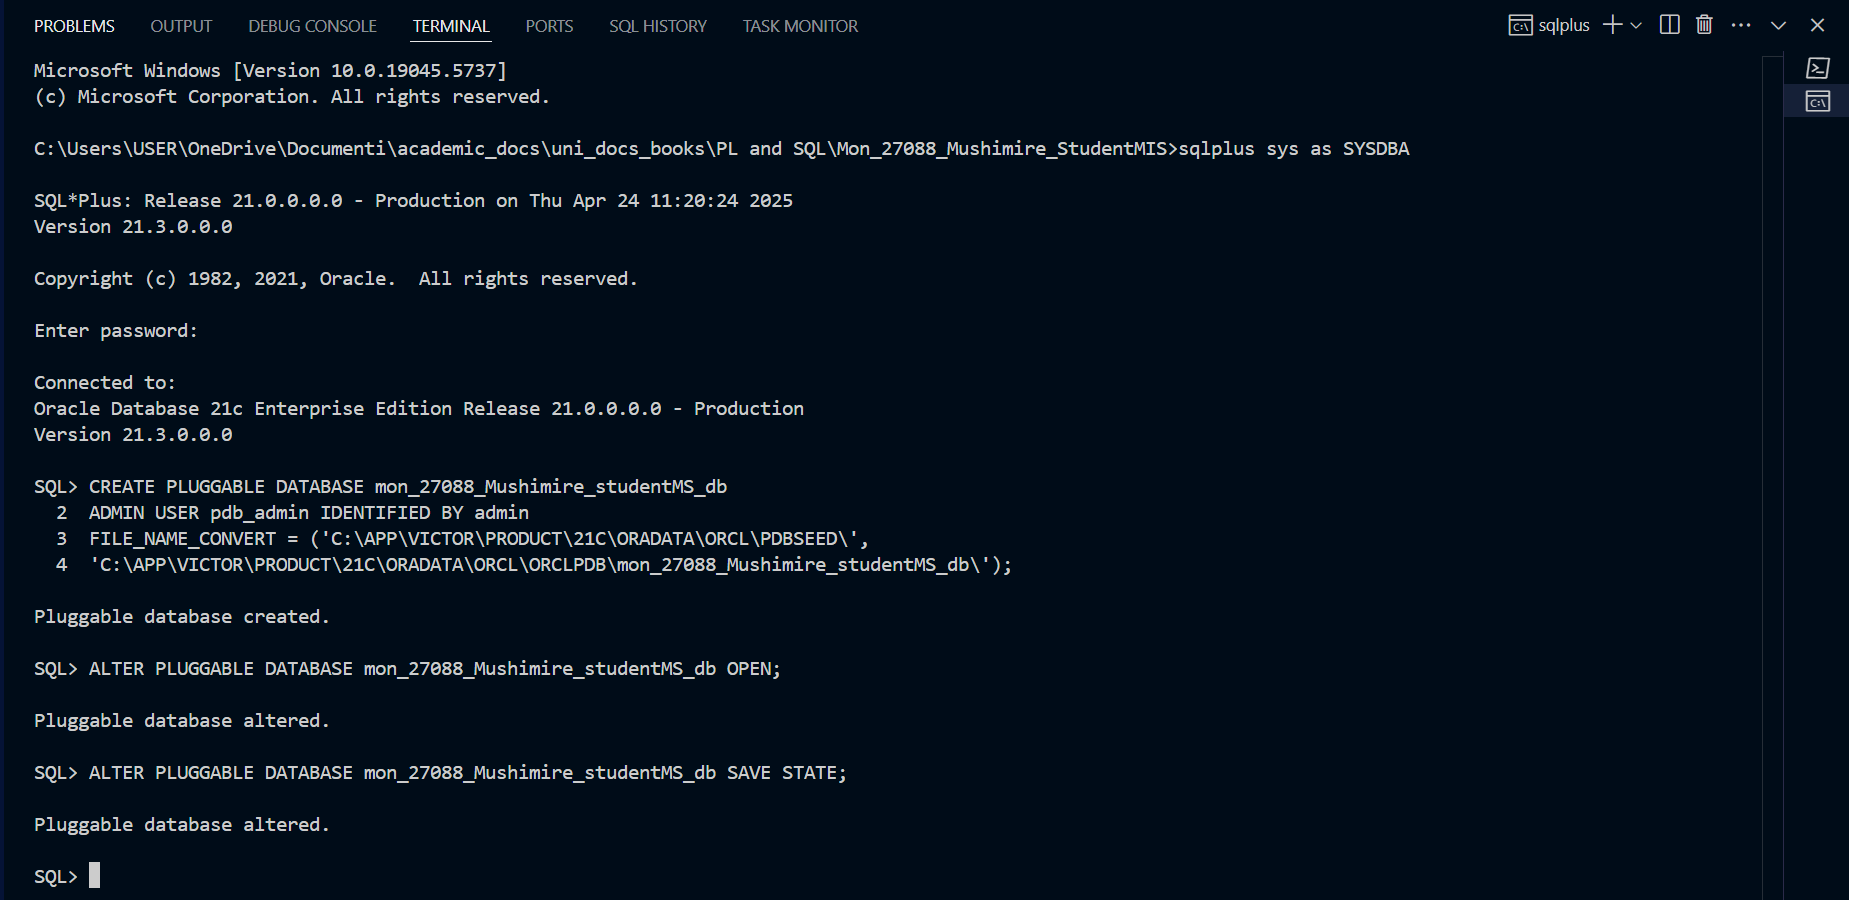 PROBLEMS OUTPUT DEBUG CONSOLE TERMINAL PORTS SQL HISTORY TASK MONITOR sqlplus
Microsoft Windows [Version 10.0.19045.5737]
(c) Microsoft Corporation. All rights reserved.
C:\Users\USER\OneDrive\Documenti\academic_docs\uni_docs_books\PL and SQL\Mon_27088_Mushimire_StudentMIS>sqlplus sys as SYSDBA
SQL*Plus: Release 21.0.0.0.0 - Production on Thu Apr 24 11:20:24 2025
Version 21.3.0.0.0
Copyright (c) 1982, 2021, Oracle.  All rights reserved.
Enter password:
Connected to:
Oracle Database 21c Enterprise Edition Release 21.0.0.0.0 - Production
Version 21.3.0.0.0
SQL> CREATE PLUGGABLE DATABASE mon_27088_Mushimire_studentMS_db
  2  ADMIN USER pdb_admin IDENTIFIED BY admin
  3  FILE_NAME_CONVERT = ('C:\APP\VICTOR\PRODUCT\21C\ORADATA\ORCL\PDBSEED\',
  4  'C:\APP\VICTOR\PRODUCT\21C\ORADATA\ORCL\ORCLPDB\mon_27088_Mushimire_studentMS_db\');
Pluggable database created.
SQL> ALTER PLUGGABLE DATABASE mon_27088_Mushimire_studentMS_db OPEN;
Pluggable database altered.
SQL> ALTER PLUGGABLE DATABASE mon_27088_Mushimire_studentMS_db SAVE STATE;
Pluggable database altered.
SQL>